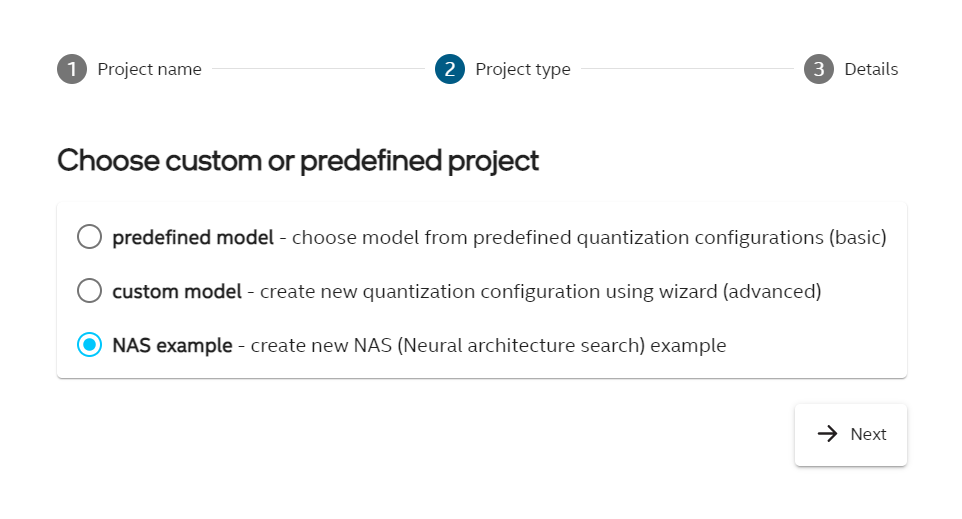 1 Project name 2 Project type 3 Details
Choose custom or predefined project
predefined model - choose model from predefined quantization configurations (basic)
custom model - create new quantization configuration using wizard (advanced)
NAS example - create new NAS (Neural architecture search) example
Next